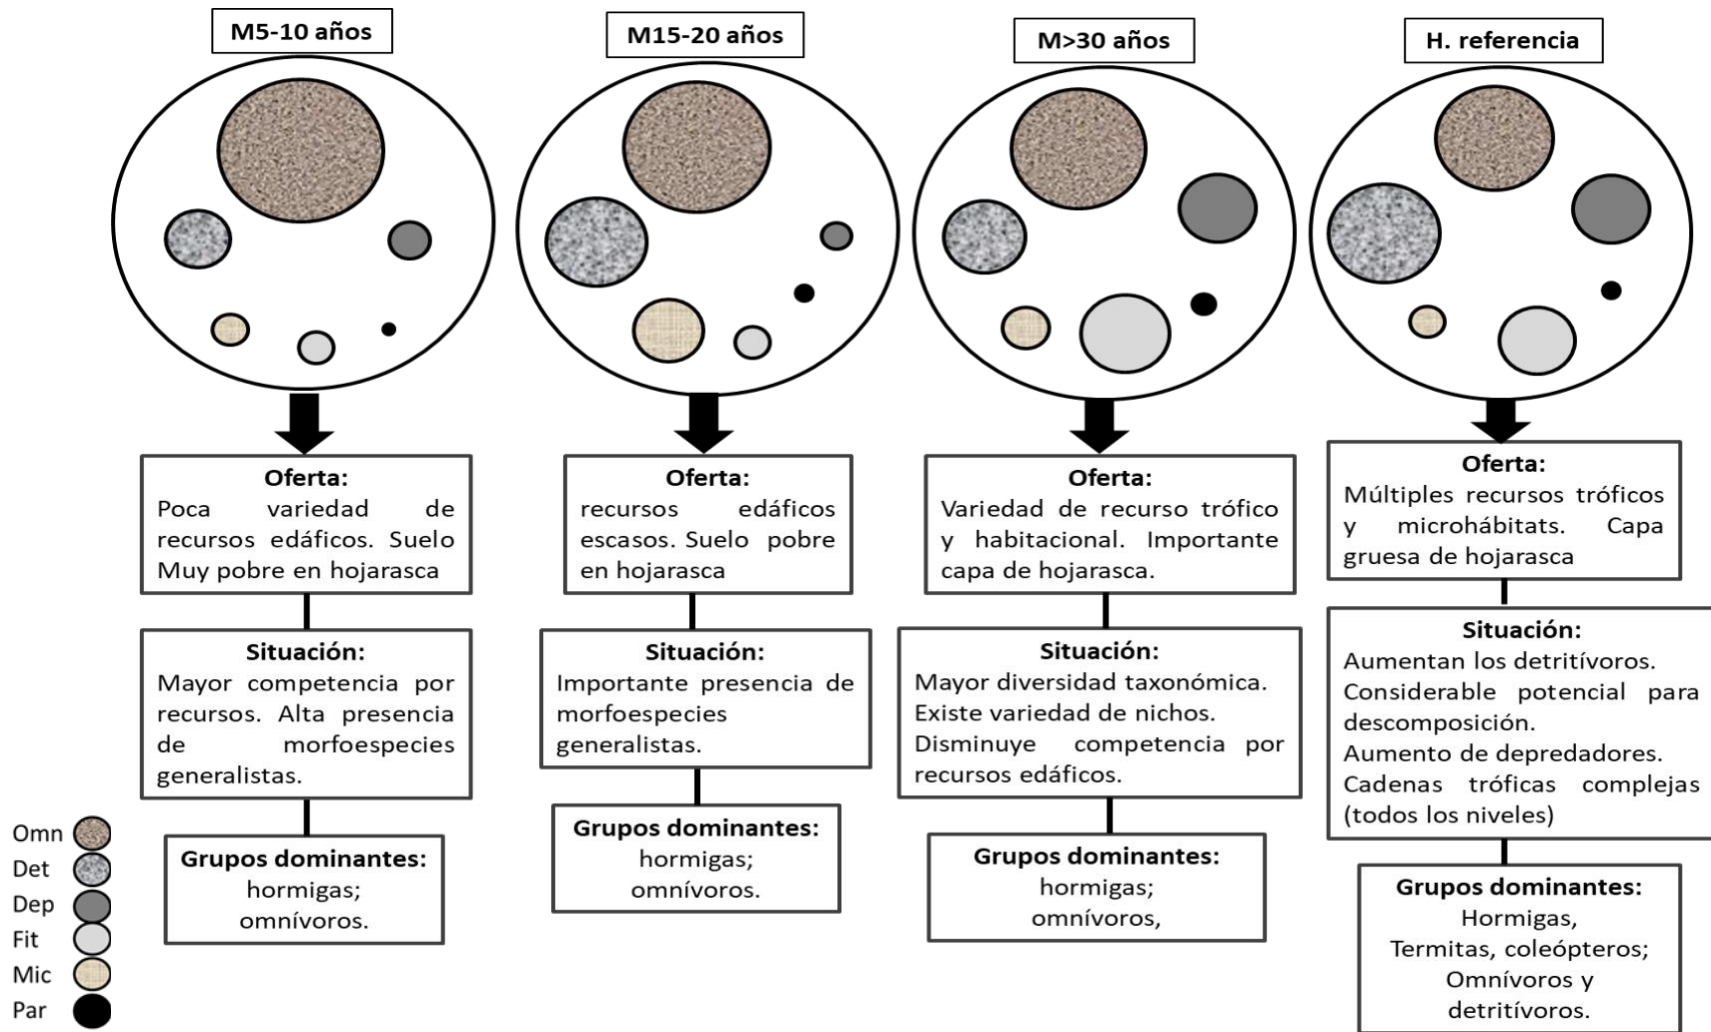 M5-10 años
M15-20 años
M>30 años
H. referencia
Oferta:
Poca variedad de
recursos edáficos. Suelo
Muy pobre en hojarasca
Oferta:
recursos edáficos
escasos. Suelo pobre
en hojarasca
Oferta:
Variedad de recurso trófico
y habitacional. Importante
capa de hojarasca.
Oferta:
Múltiples recursos tróficos
y microhábitats. Capa
gruesa de hojarasca
Situación:
Mayor competencia por
recursos. Alta presencia
de morfoespecies
generalistas.
Situación:
Importante presencia de
morfoespecies
generalistas.
Situación:
Mayor diversidad taxonómica.
Existe variedad de nichos.
Disminuye competencia por
recursos edáficos.
Situación:
Aumentan los detritívoros.
Considerable potencial para
descomposición.
Aumento de depredadores.
Cadenas tróficas complejas
(todos los niveles)
Grupos dominantes:
hormigas;
omnívoros.
Grupos dominantes:
hormigas;
omnívoros.
Grupos dominantes:
hormigas;
omnívoros,
Grupos dominantes:
Hormigas,
Termitas, coleópteros;
Omnívoros y
detritívoros.
Omn
Det
Dep
Fit
Mic
Par